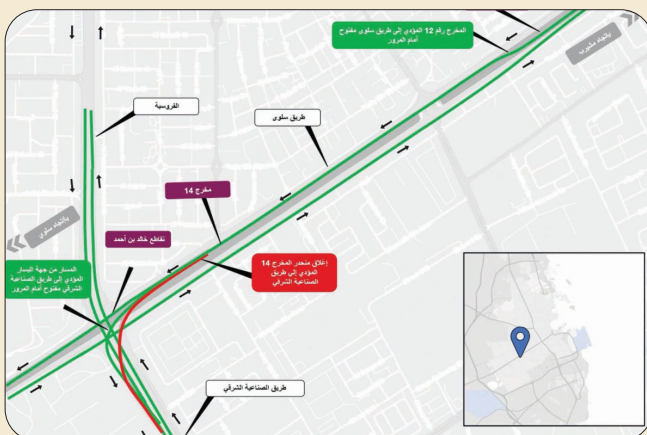 المخرج رقم 12 المؤدي إلى طريق سلوى مفتوح
أمام المرور
باتجاه مشيرب
الفروسية
طريق سلوى
مخرج 14
باتجاه سلوى
تقاطع خالد بن أحمد
إغلاق منحدر المخرج 14
المؤدي إلى طريق
الصناعية الشرقي
المسار من جهة اليسار
المؤدي إلى طريق الصناعية
الشرقي مفتوح أمام المرور
طريق الصناعية الشرقي